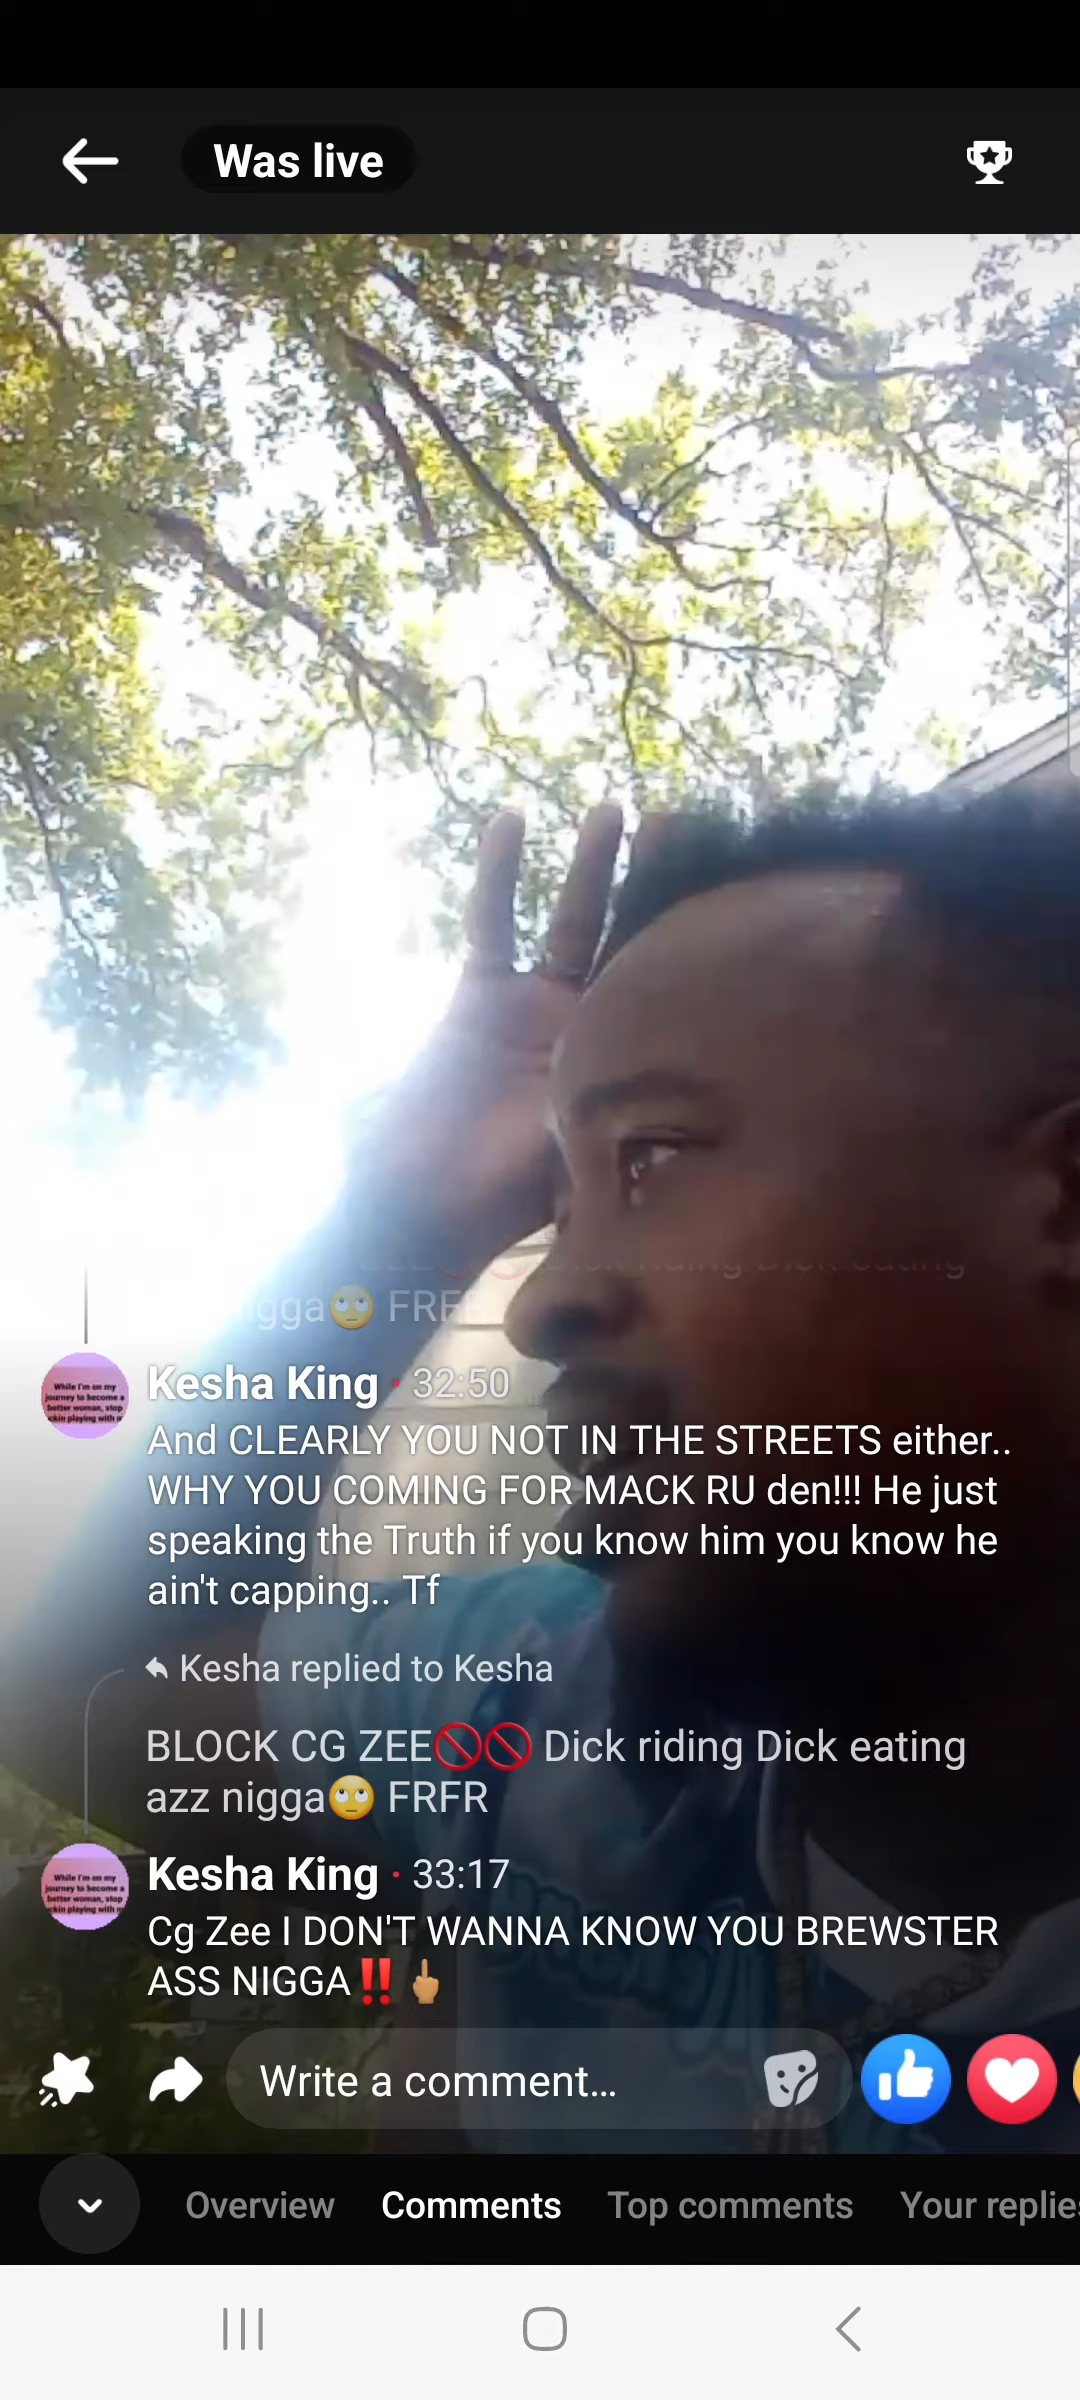 Was live
FRFR
Kesha King · 32:50
And CLEARLY YOU NOT IN THE STREETS either..
WHY YOU COMING FOR MACK RU den!!! He just
speaking the Truth if you know him you know he
ain't capping.. Tf
Kesha replied to Kesha
BLOCK CG ZEE🚫🚫 Dick riding Dick eating
azz nigga🙄 FRFR
Kesha King · 33:17
Cg Zee I DON'T WANNA KNOW YOU BREWSTER
ASS NIGGA‼️🖕🏼
Write a comment...
Overview Comments Top comments Your replies